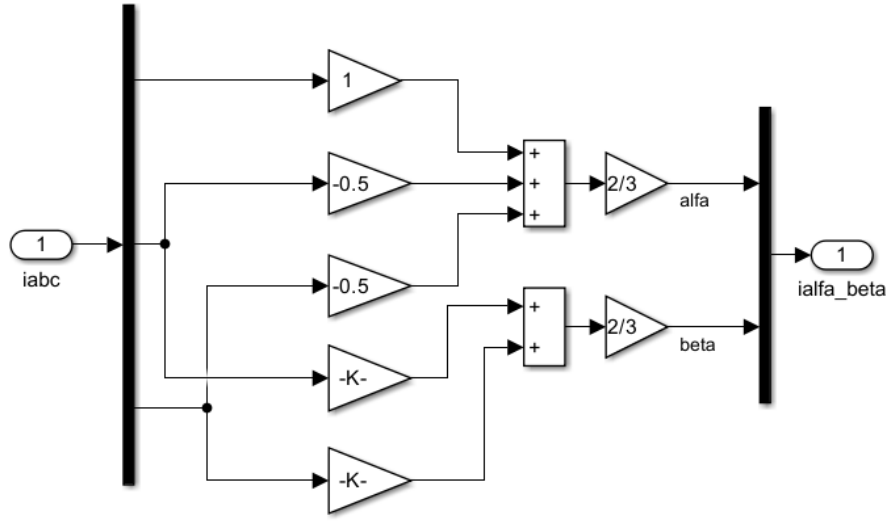 1
+
-0.5
+
2/3
+
alfa
1
iabc
-0.5
1
ialfa_beta
+
2/3
+
beta
-K-
-K-